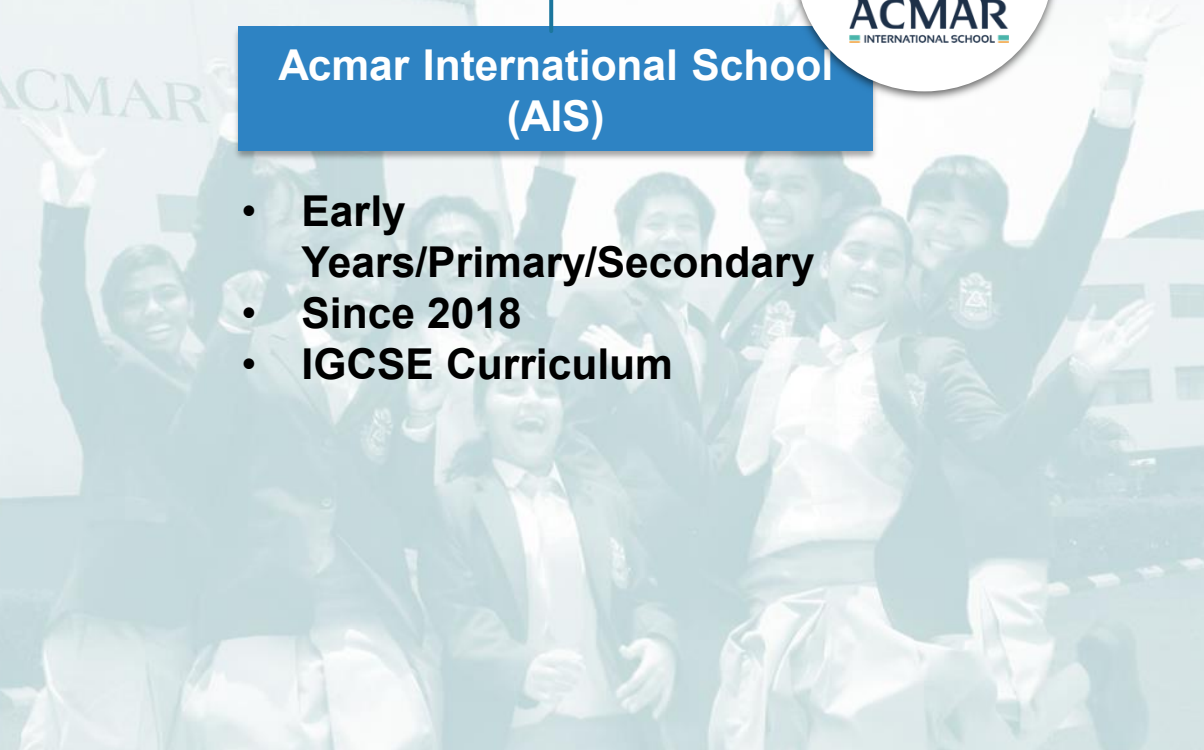 ACMAR
INTERNATIONAL SCHOOL
ACMAR
Acmar International School
(AIS)
• Early
Years/Primary/Secondary
• Since 2018
• IGCSE Curriculum